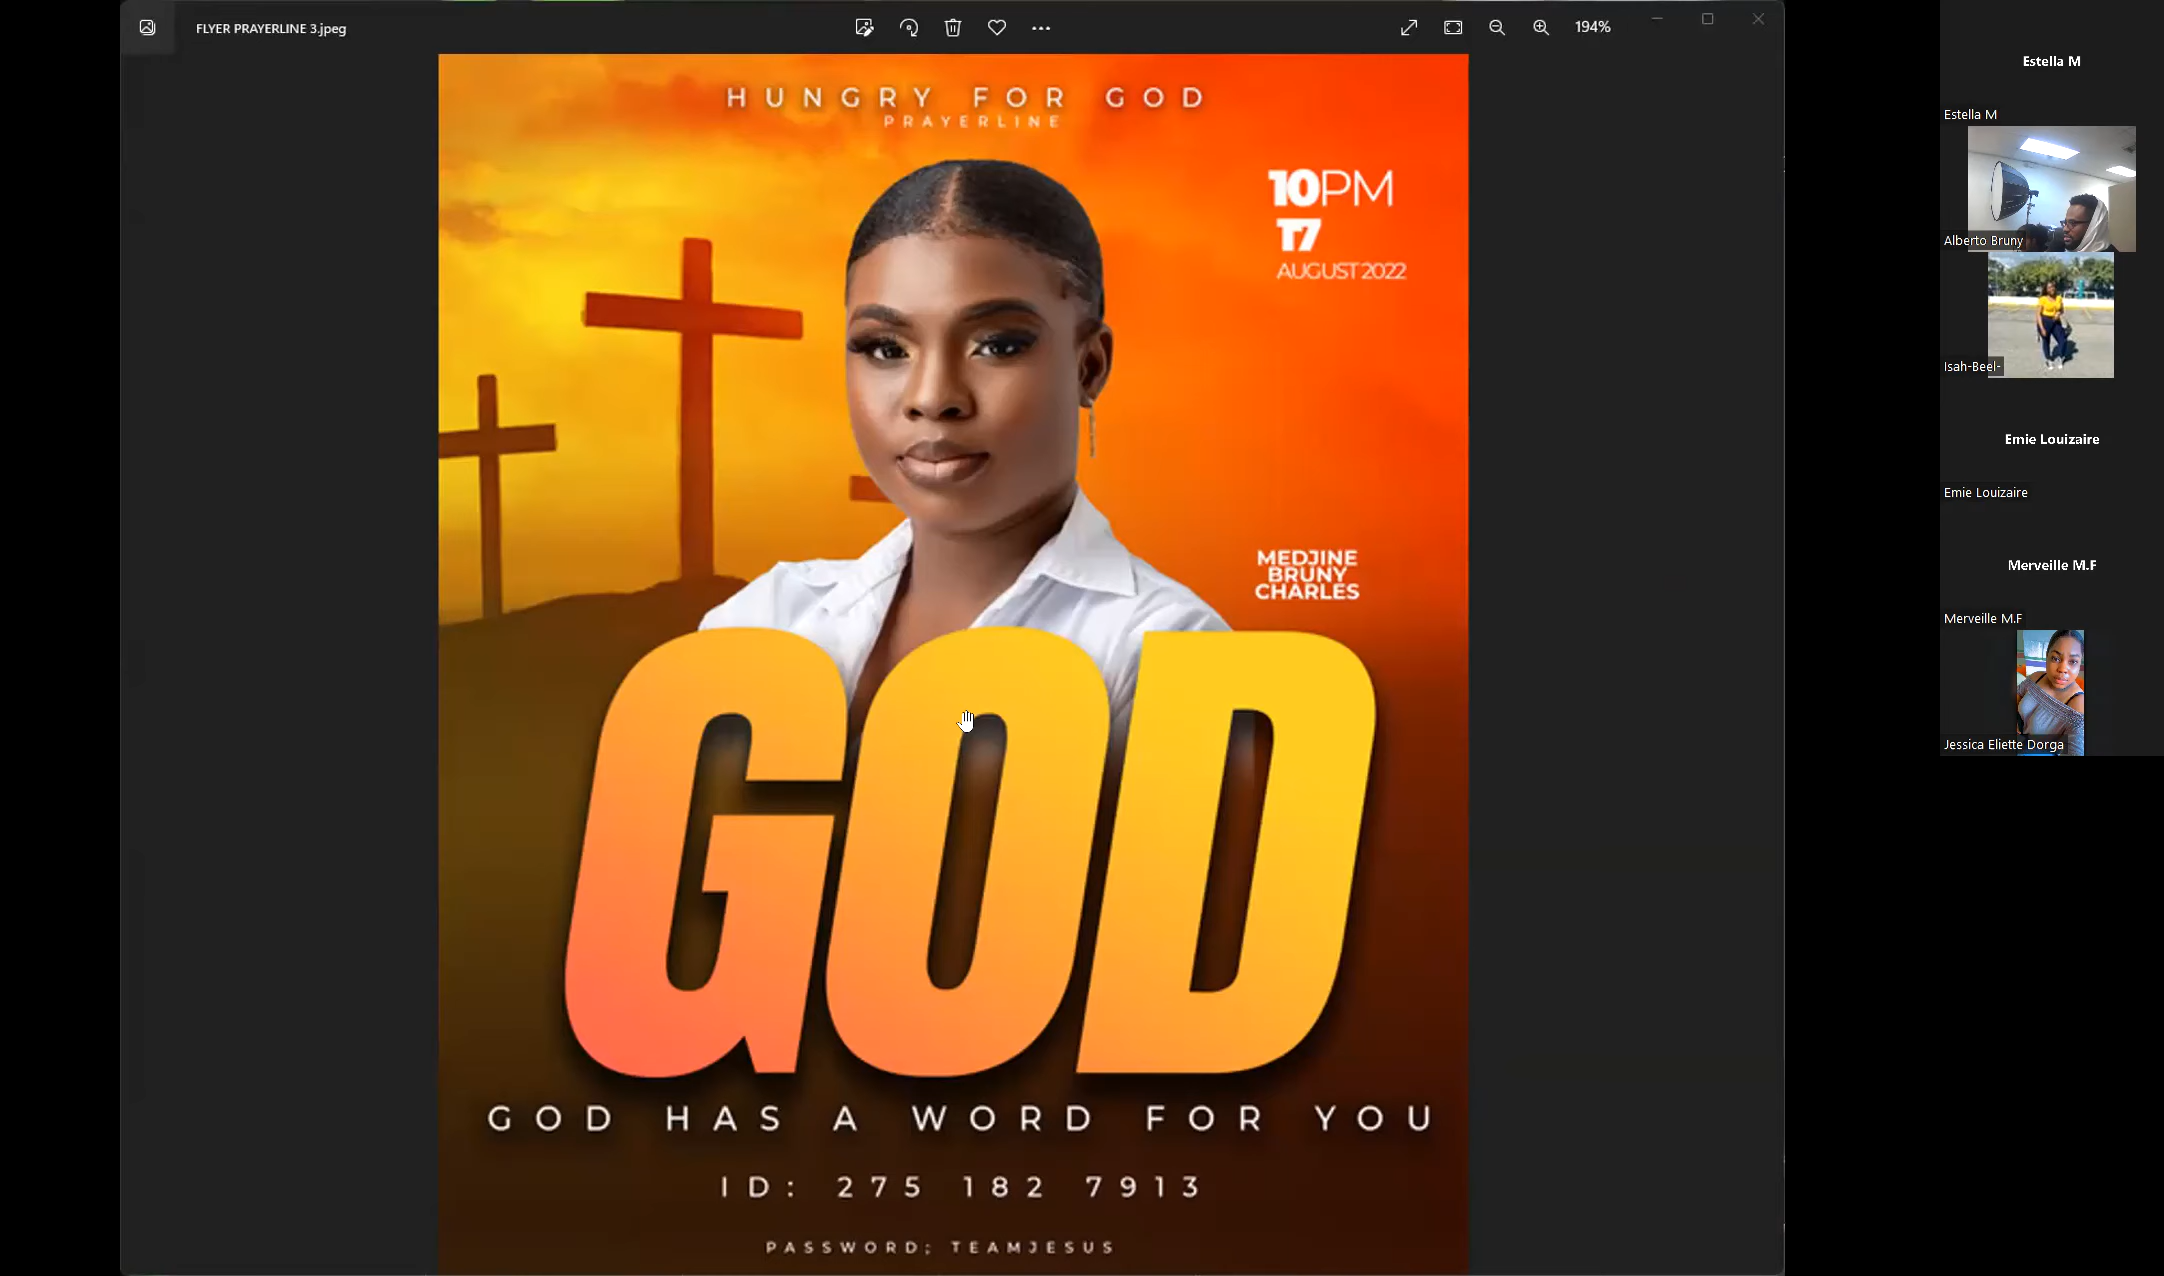 FLYER PRAYERLINE 3.jpeg
194%
HUNGRY FOR GOD
PRAYERLINE
10PM
17
AUGUST 2022
MEDJINE
BRUNY
CHARLES
GOD
GOD HAS A WORD FOR YOU
ID: 275 182 7913
PASSWORD; TEAMJESUS
Estella M
Estella M
Alberto Bruny
Isah-Beel-
Emie Louizaire
Emie Louizaire
Merveille M.F
Merveille M.F
Jessica Eliette Dorga